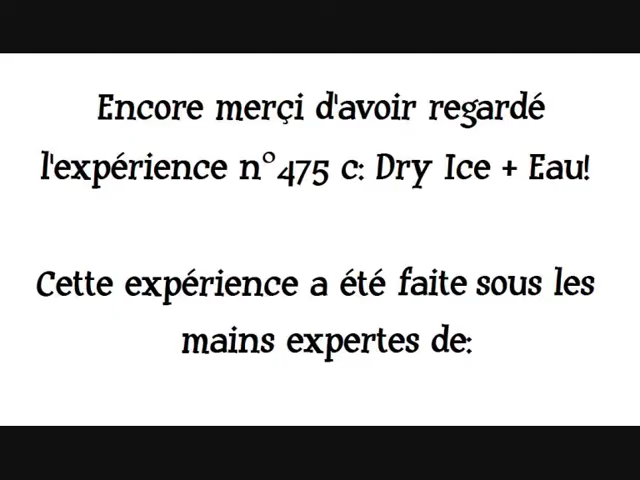 Encore merçi d'avoir regardé
l'expérience n°475 c: Dry Ice + Eau!
Cette expérience a été faite sous les
mains expertes de: